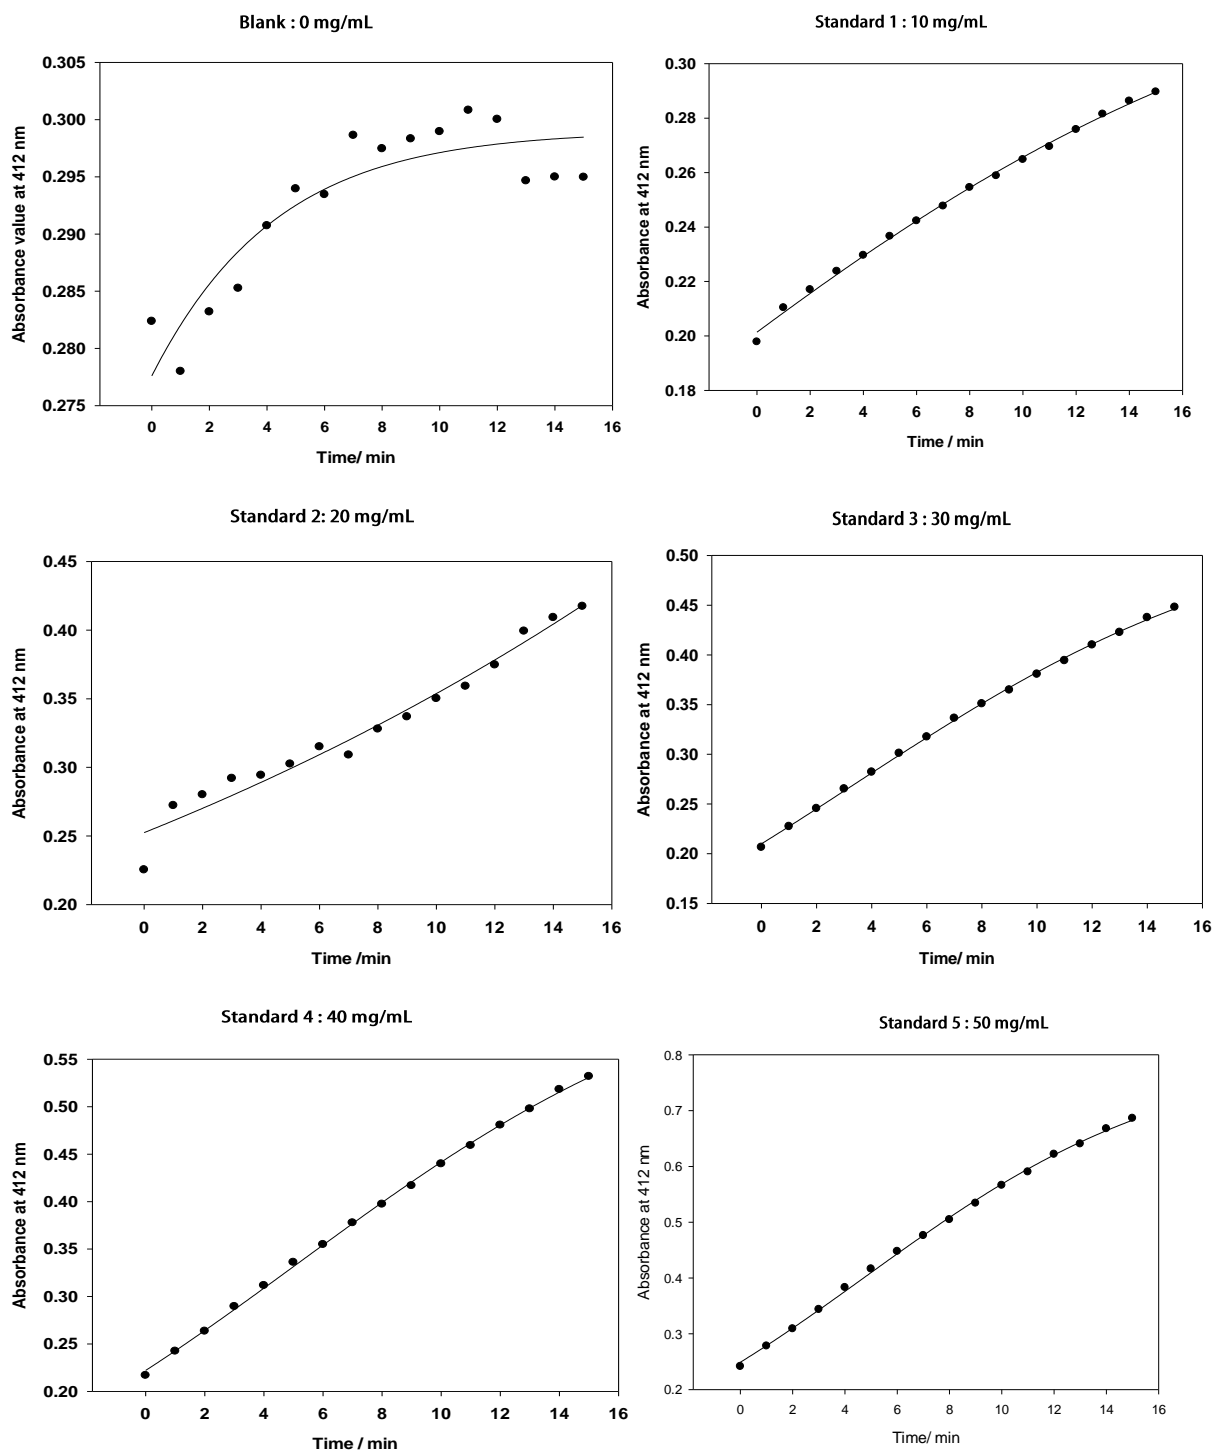 Blank : 0 mg/mL
Absorbance value at 412 nm
0.305
0.300
0.295
0.290
0.285
0.280
0.275
0 2 4 6 8 10 12 14 16
Time/ min
Standard 1 : 10 mg/mL
Absorbance at 412 nm
0.30
0.28
0.26
0.24
0.22
0.20
0.18
0 2 4 6 8 10 12 14 16
Time / min
Standard 2: 20 mg/mL
Absorbance at 412 nm
0.45
0.40
0.35
0.30
0.25
0.20
0 2 4 6 8 10 12 14 16
Time /min
Standard 3 : 30 mg/mL
Absorbance at 412 nm
0.50
0.45
0.40
0.35
0.30
0.25
0.20
0.15
0 2 4 6 8 10 12 14 16
Time/ min
Standard 4 : 40 mg/mL
Absorbance at 412 nm
0.55
0.50
0.45
0.40
0.35
0.30
0.25
0.20
0 2 4 6 8 10 12 14 16
Time / min
Standard 5 : 50 mg/mL
Absorbance at 412 nm
0.8
0.7
0.6
0.5
0.4
0.3
0.2
0 2 4 6 8 10 12 14 16
Time/ min